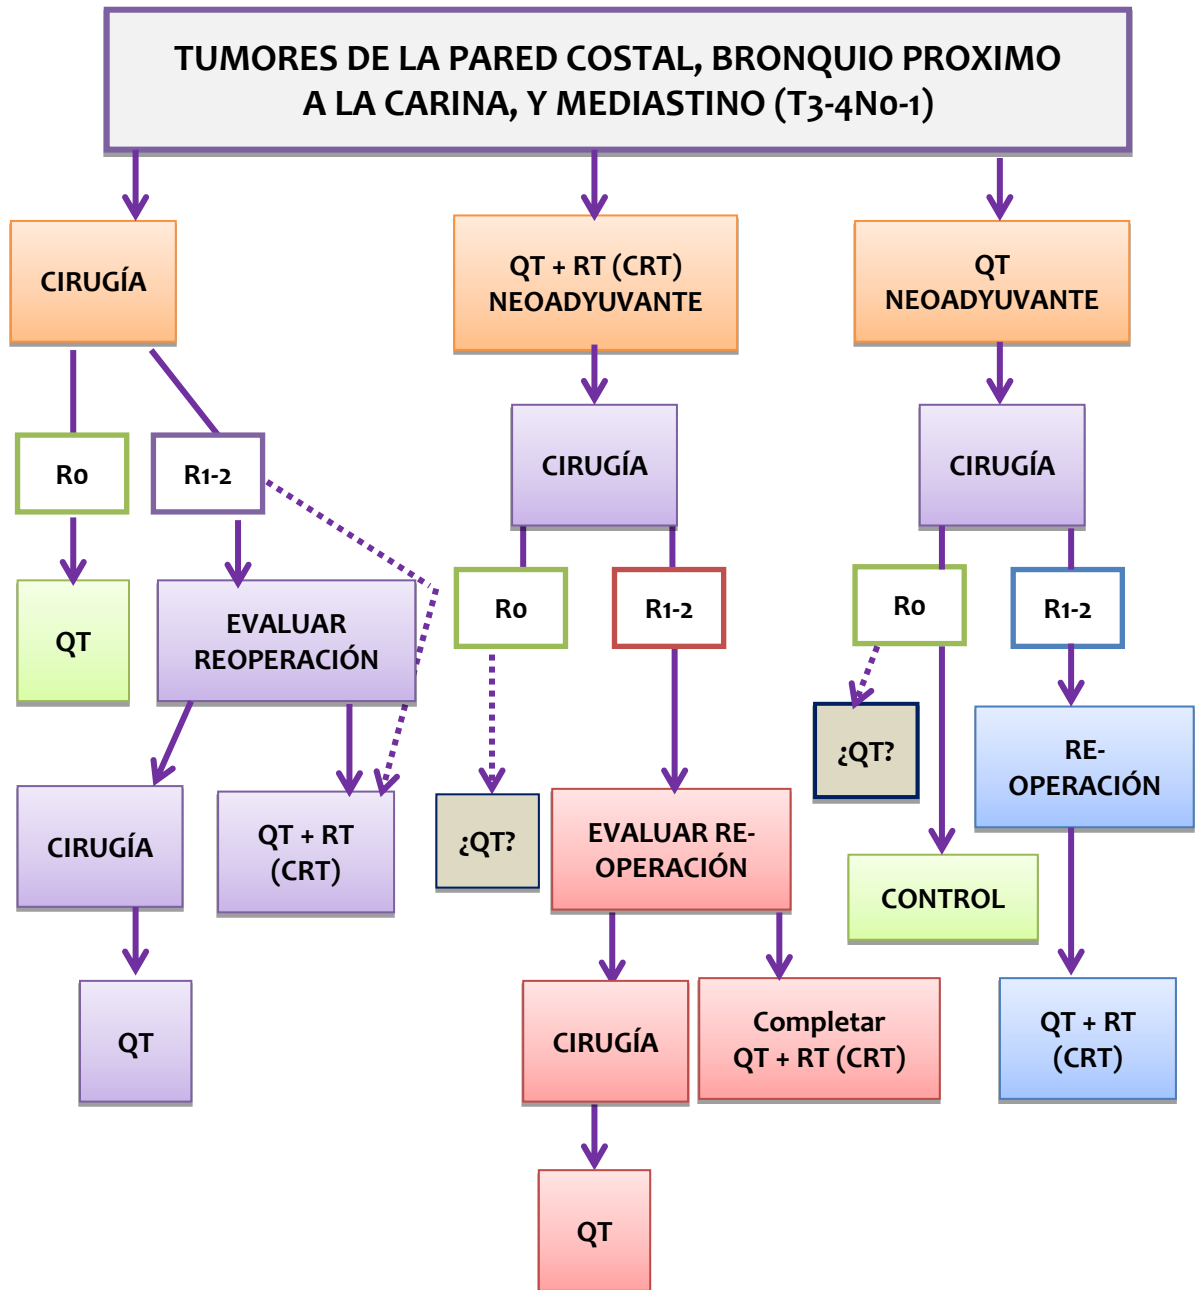 TUMORES DE LA PARED COSTAL, BRONQUIO PROXIMO
A LA CARINA, Y MEDIASTINO (T3-4N0-1)
CIRUGÍA
QT + RT (CRT)
NEOADYUVANTE
QT
NEOADYUVANTE
R0
R1-2
CIRUGÍA
CIRUGÍA
QT
EVALUAR
REOPERACIÓN
R0
R1-2
R0
R1-2
CIRUGÍA
QT + RT
(CRT)
¿QT?
EVALUAR RE-
OPERACIÓN
¿QT?
RE-
OPERACIÓN
CONTROL
QT
CIRUGÍA
Completar
QT + RT (CRT)
QT + RT
(CRT)
QT